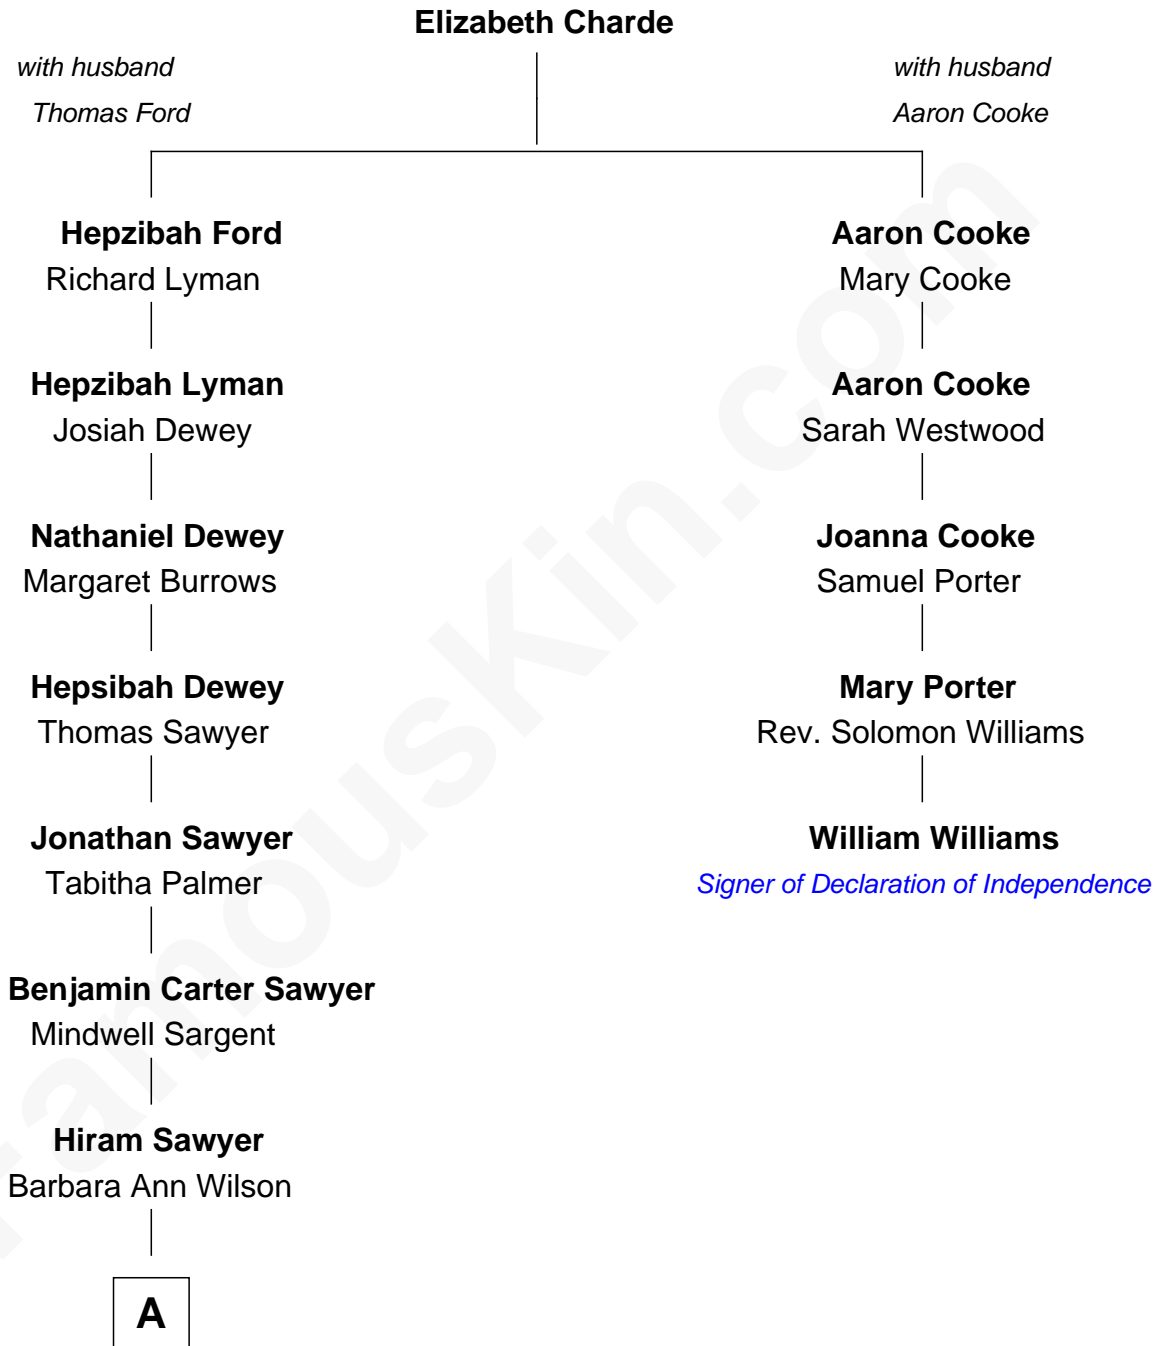 Elizabeth Charde
with husband
Thomas Ford
with husband
Aaron Cooke
Hepzibah Ford
Richard Lyman
Hepzibah Lyman
Josiah Dewey
Nathaniel Dewey
Margaret Burrows
Hepsibah Dewey
Thomas Sawyer
Jonathan Sawyer
Tabitha Palmer
Benjamin Carter Sawyer
Mindwell Sargent
Hiram Sawyer
Barbara Ann Wilson
A
Aaron Cooke
Mary Cooke
Aaron Cooke
Sarah Westwood
Joanna Cooke
Samuel Porter
Mary Porter
Rev. Solomon Williams
William Williams
Signer of Declaration of Independence
FamousKin.com